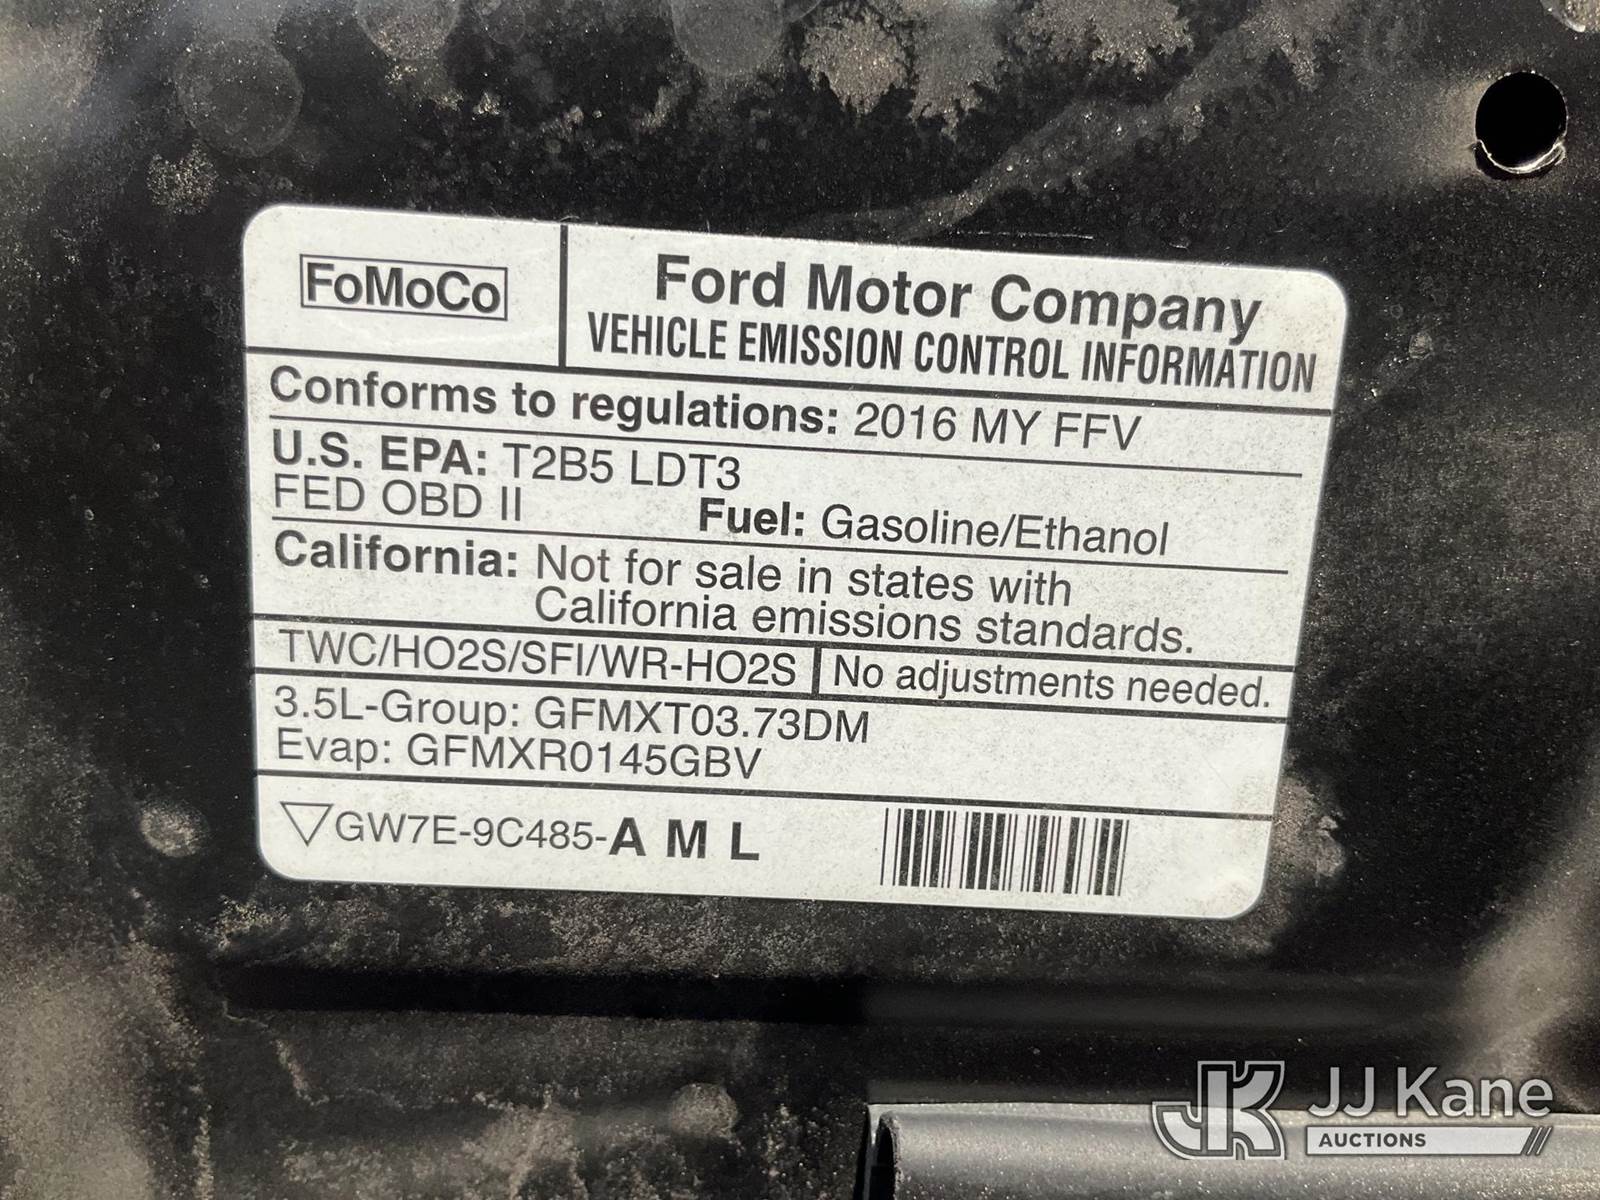 FoMoCo
Ford Motor Company
VEHICLE EMISSION CONTROL INFORMATION
Conforms to regulations: 2016 MY FFV
U.S. EPA: T2B5 LDT3
FED OBD II Fuel: Gasoline/Ethanol
California: Not for sale in states with
California emissions standards.
TWC/HO2S/SFI/WR-HO2S No adjustments needed.
3.5L-Group: GFMXT03.73DM
Evap: GFMXR0145GBV
GW7E-9C485-A M L
JK JJ Kane
AUCTIONS